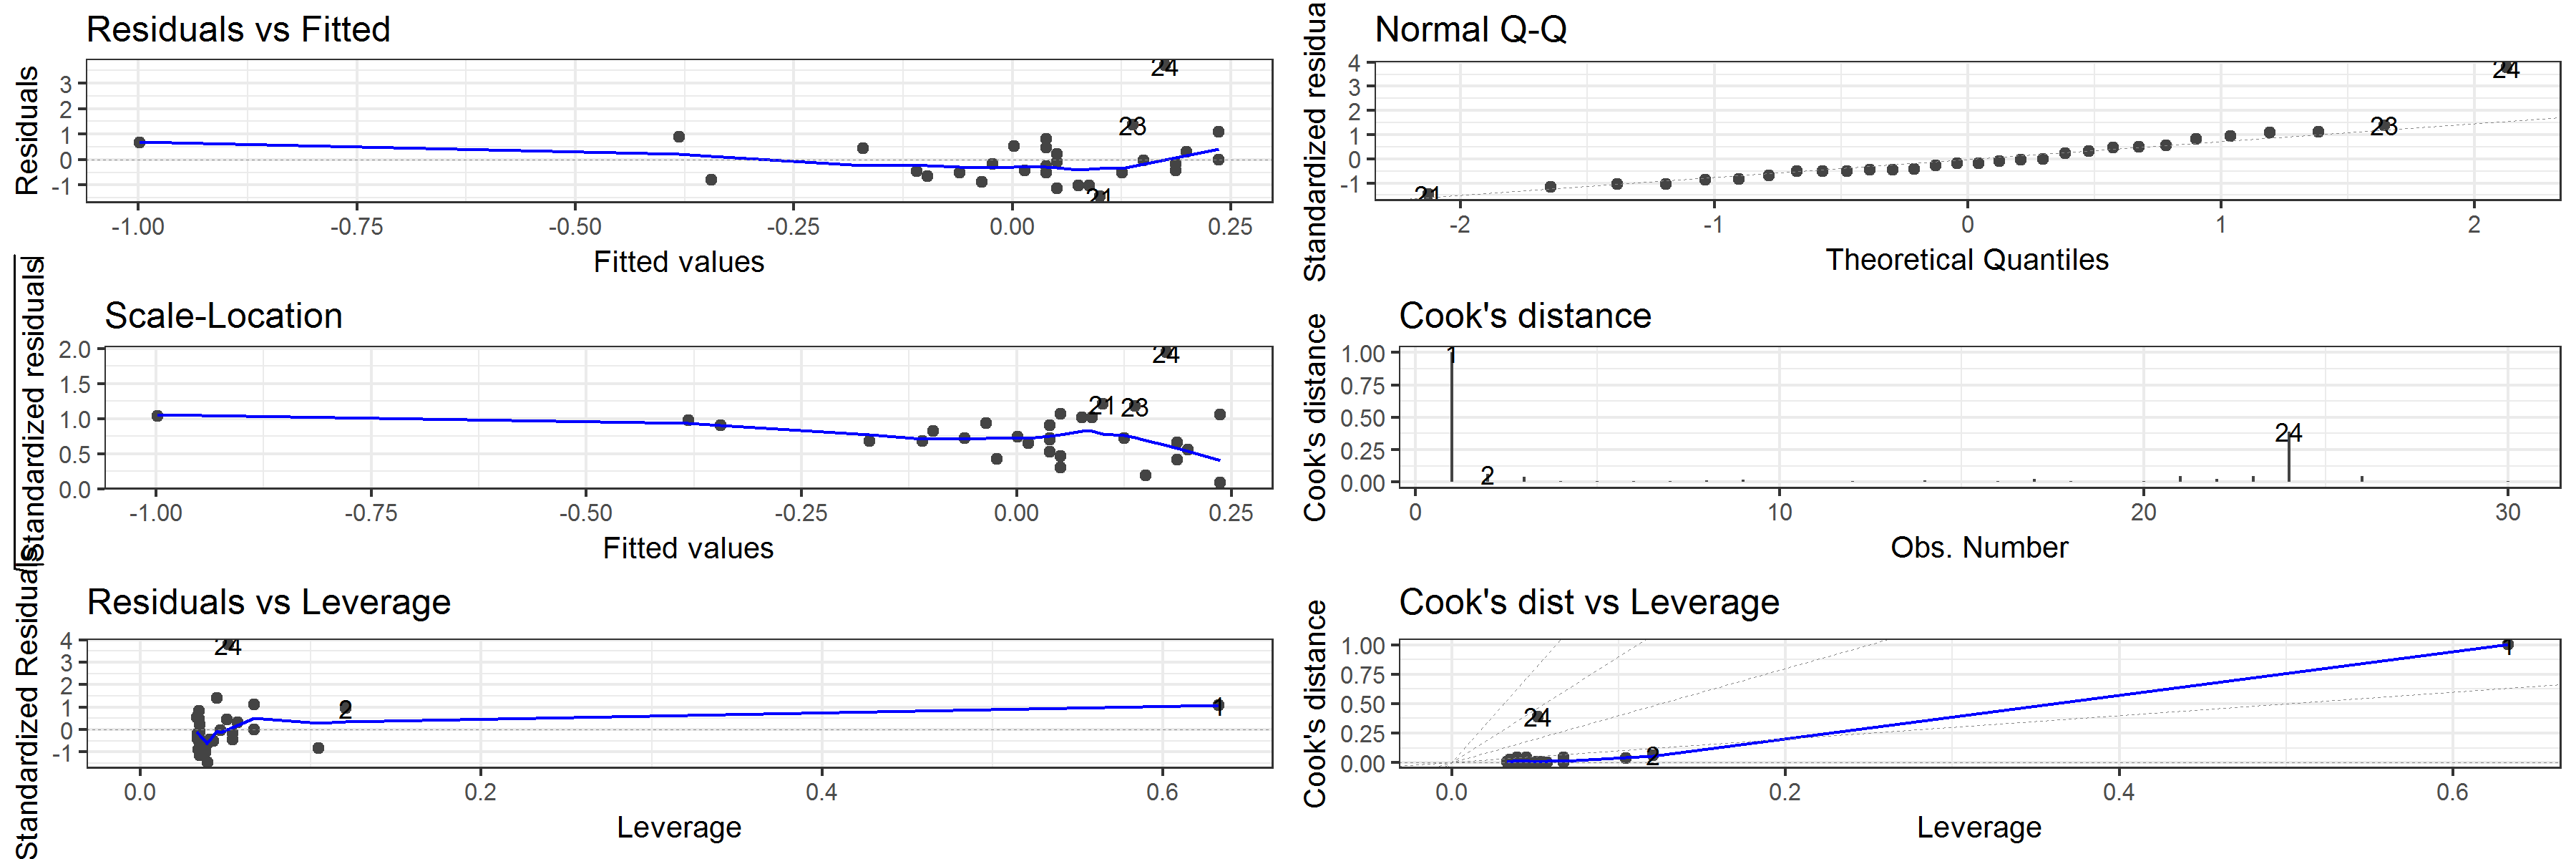 Residuals vs Fitted
Residuals
3
2
1
0
-1
24
23
21
-1.00 -0.75 -0.50 -0.25 0.00 0.25
Fitted values
Normal Q-Q
Standardized residua
4
3
2
1
0
-1
24
23
21
-2 -1 0 1 2
Theoretical Quantiles
Scale-Location
√|Standardized residuals|
2.0
1.5
1.0
0.5
0.0
24
21 23
-1.00 -0.75 -0.50 -0.25 0.00 0.25
Fitted values
Cook's distance
Cook's distance
1.00
0.75
0.50
0.25
0.00
1
2
24
0 10 20 30
Obs. Number
Residuals vs Leverage
Standardized Residuals
4
3
2
1
0
-1
24
2
1
0.0 0.2 0.4 0.6
Leverage
Cook's dist vs Leverage
Cook's distance
1.00
0.75
0.50
0.25
0.00
1
24
2
0.0 0.2 0.4 0.6
Leverage